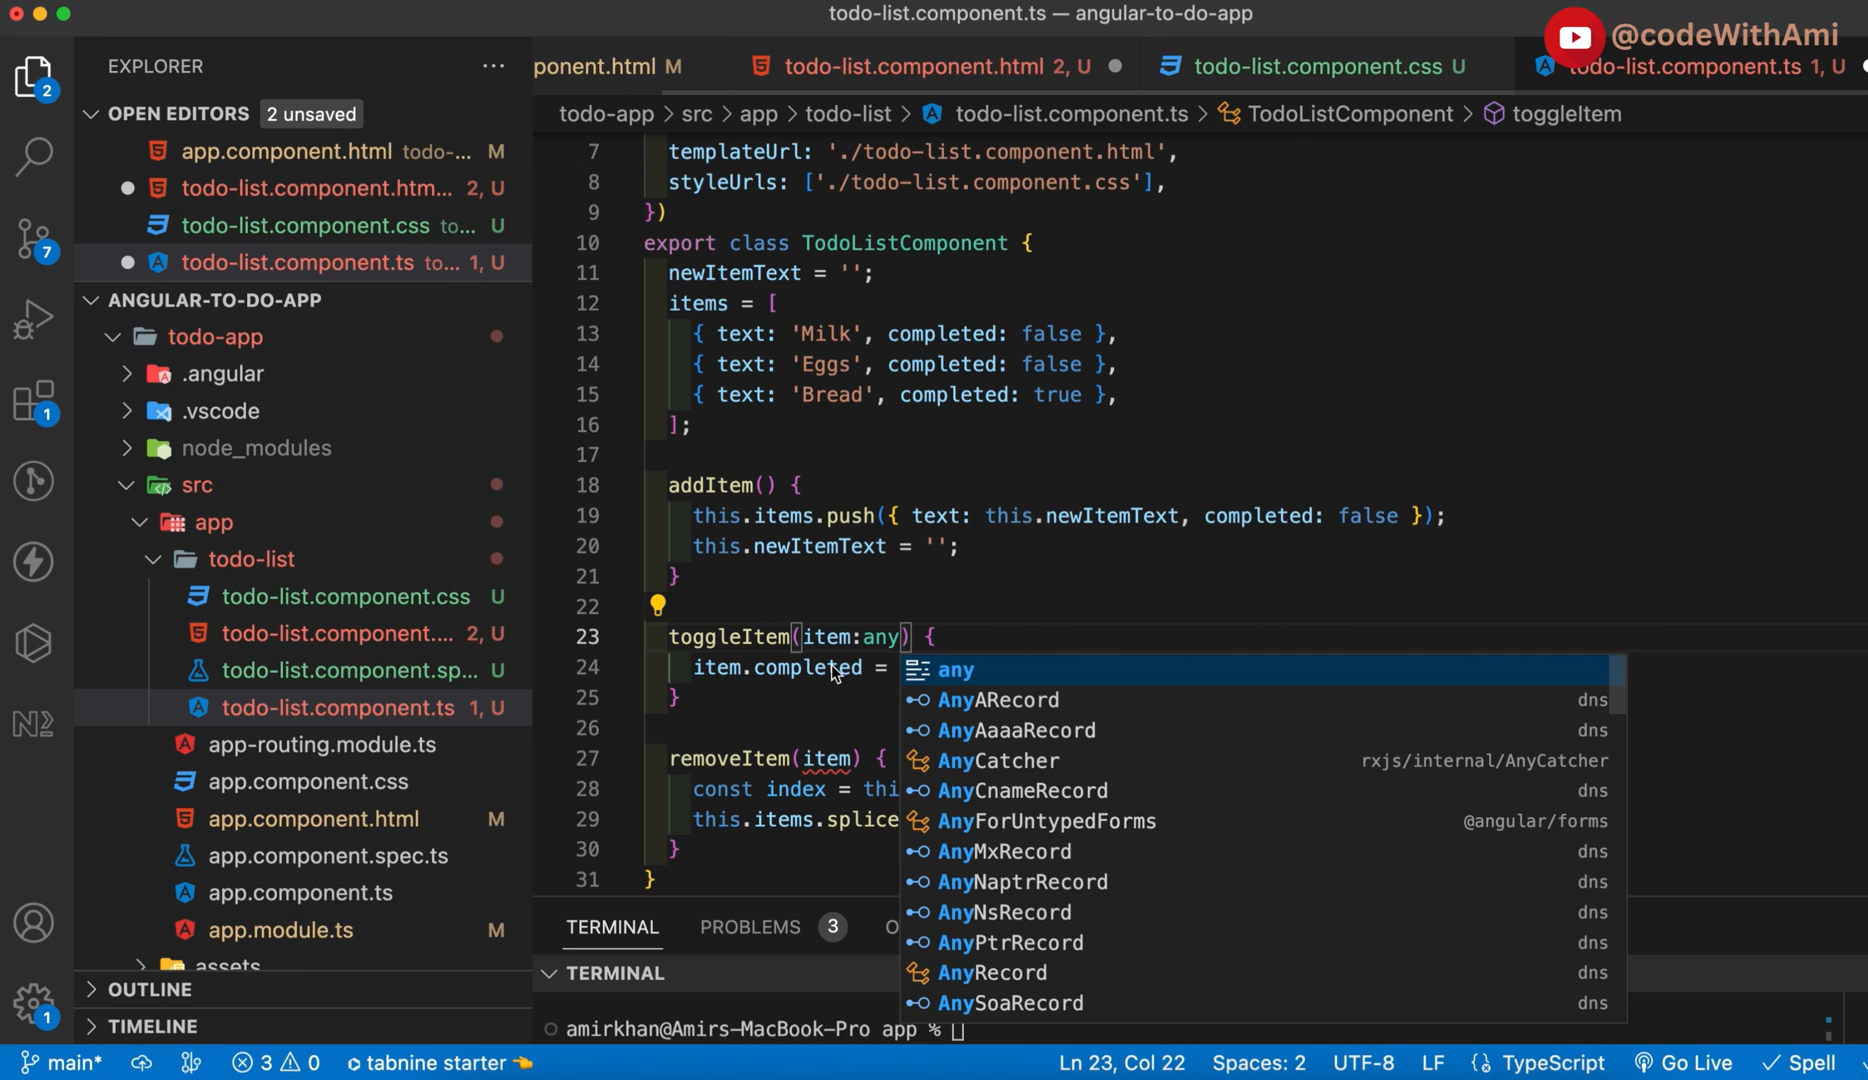 todo-list.component.ts — angular-to-do-app
@codeWithAmi
EXPLORER
ponent.html M
todo-list.component.html 2, U
todo-list.component.css U
todo-list.component.ts 1, U
2
OPEN EDITORS 2 unsaved
todo-app > src > app > todo-list > todo-list.component.ts > TodoListComponent > toggleItem
app.component.html todo-... M
todo-list.component.htm... 2, U
todo-list.component.css to... U
todo-list.component.ts to... 1, U
7
ANGULAR-TO-DO-APP
todo-app
.angular
.vscode
1
node_modules
src
app
todo-list
todo-list.component.css U
todo-list.component.... 2, U
todo-list.component.sp... U
todo-list.component.ts 1, U
app-routing.module.ts
app.component.css
app.component.html M
app.component.spec.ts
app.component.ts
app.module.ts M
assets
OUTLINE
1
TIMELINE
7 templateUrl: './todo-list.component.html',
8 styleUrls: ['./todo-list.component.css'],
9 })
10 export class TodoListComponent {
11 newItemText = '';
12 items = [
13 { text: 'Milk', completed: false },
14 { text: 'Eggs', completed: false },
15 { text: 'Bread', completed: true },
16 ];
17
18 addItem() {
19 this.items.push({ text: this.newItemText, completed: false });
20 this.newItemText = '';
21 }
22
23 toggleItem(item:any) {
24 item.completed =
25 }
26
27 removeItem(item) {
28 const index = thi
29 this.items.splice
30 }
31 }
any
AnyARecord dns
AnyAaaaRecord dns
AnyCatcher rxjs/internal/AnyCatcher
AnyCnameRecord dns
AnyForUntypedForms @angular/forms
AnyMxRecord dns
AnyNaptrRecord dns
AnyNsRecord dns
AnyPtrRecord dns
AnyRecord dns
AnySoaRecord dns
TERMINAL PROBLEMS 3 O
TERMINAL
amirkhan@Amirs-MacBook-Pro app %
main* 3 0 tabnine starter Ln 23, Col 22 Spaces: 2 UTF-8 LF {} TypeScript Go Live Spell